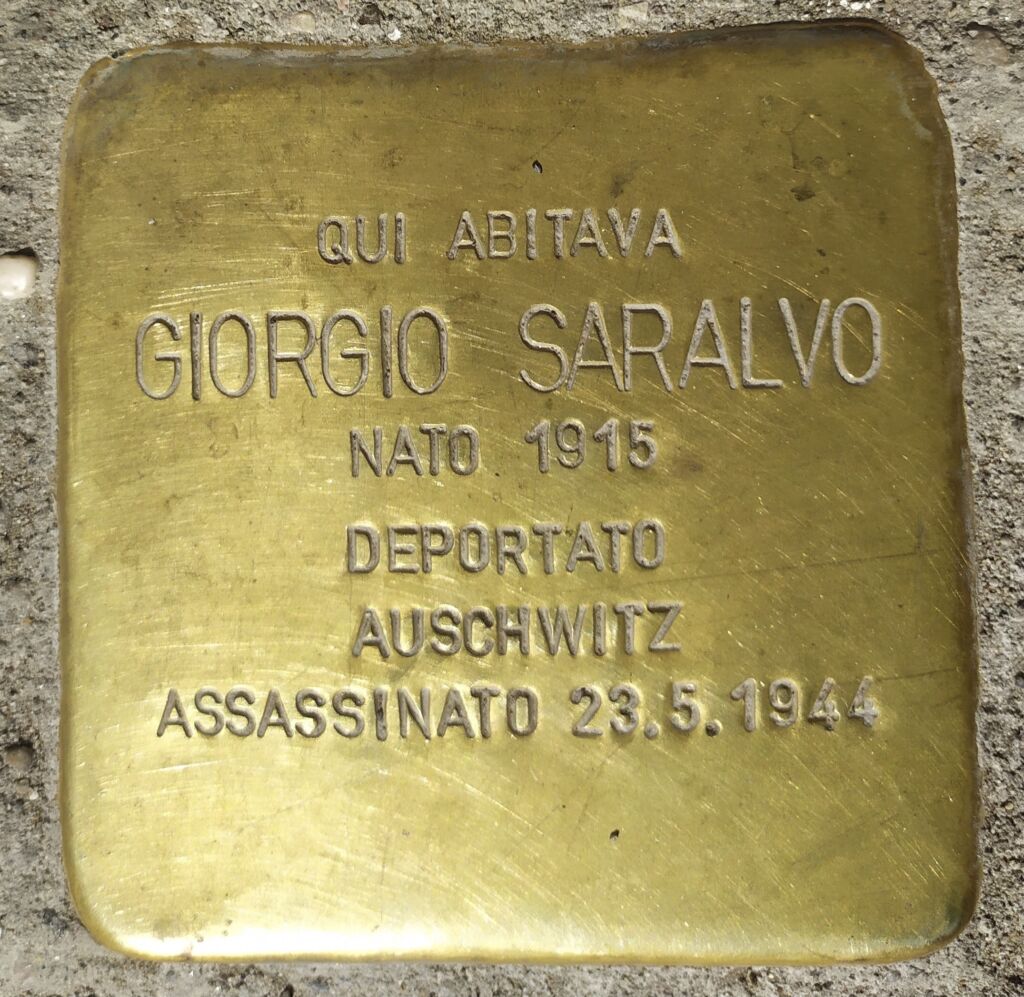 QUI ABITAVA
GIORGIO SARALVO
NATO 1915
DEPORTATO
AUSCHWITZ
ASSASSINATO 23.5.1944